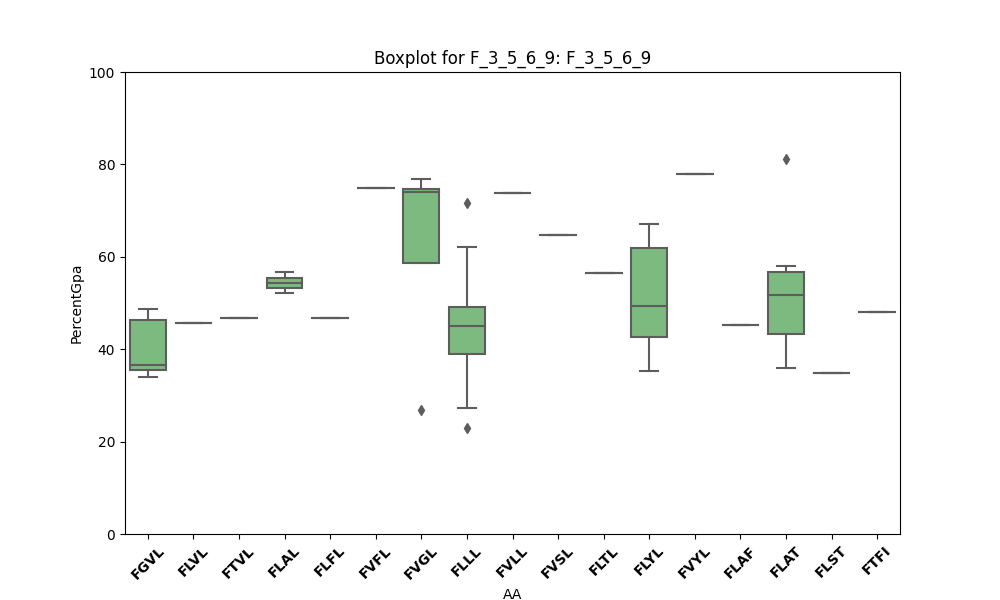 Boxplot for F_3_5_6_9: F_3_5_6_9
PercentGpa
100
80
60
40
20
0
FGVL FLVL FTVL FLAL FLFL FVFL FVGL FLLL FVLL FVSL FLTL FLYL FVYL FLAF FLAT FLST FTFI
AA